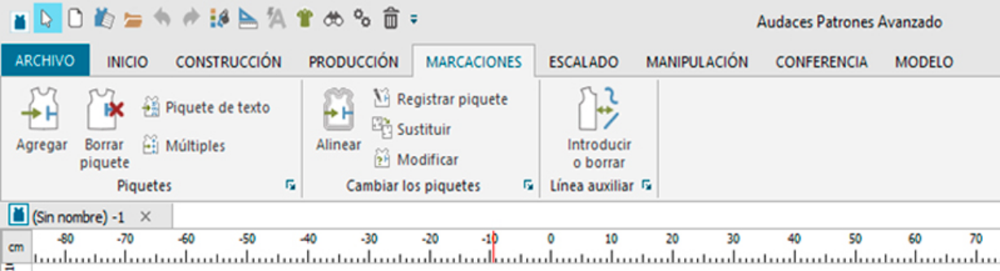 Audaces Patrones Avanzado
ARCHIVO INICIO CONSTRUCCIÓN PRODUCCIÓN MARCACIONES ESCALADO MANIPULACIÓN CONFERENCIA MODELO
Agregar
Borrar
piquete
Piquete de texto
Múltiples
Piquetes
Alinear
Registrar piquete
Sustituir
Modificar
Cambiar los piquetes
Introducir
o borrar
Línea auxiliar
(Sin nombre) -1
cm -80 -70 -60 -50 -40 -30 -20 -10 0 10 20 30 40 50 60 70